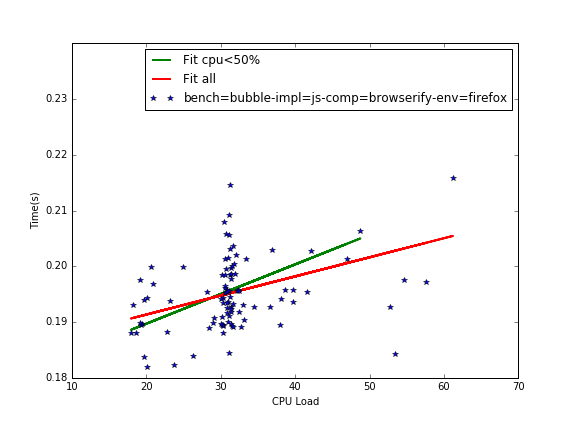 Fit cpu<50%
Fit all
bench=bubble-impl=js-comp=browserify-env=firefox
0.23
0.22
0.21
0.20
0.19
0.18
Time(s)
10 20 30 40 50 60 70
CPU Load